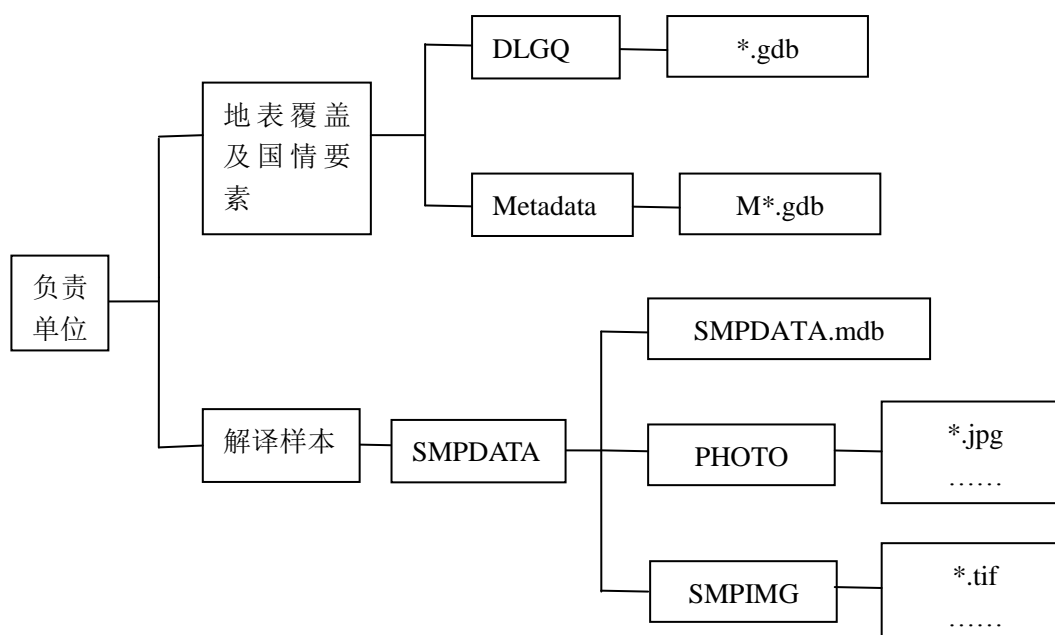 DLGQ
*.gdb
地表覆盖
及国情要
素
Metadata
M*.gdb
负责
单位
SMPDATA.mdb
解译样本
SMPDATA
PHOTO
*.jpg
……
SMPIMG
*.tif
……